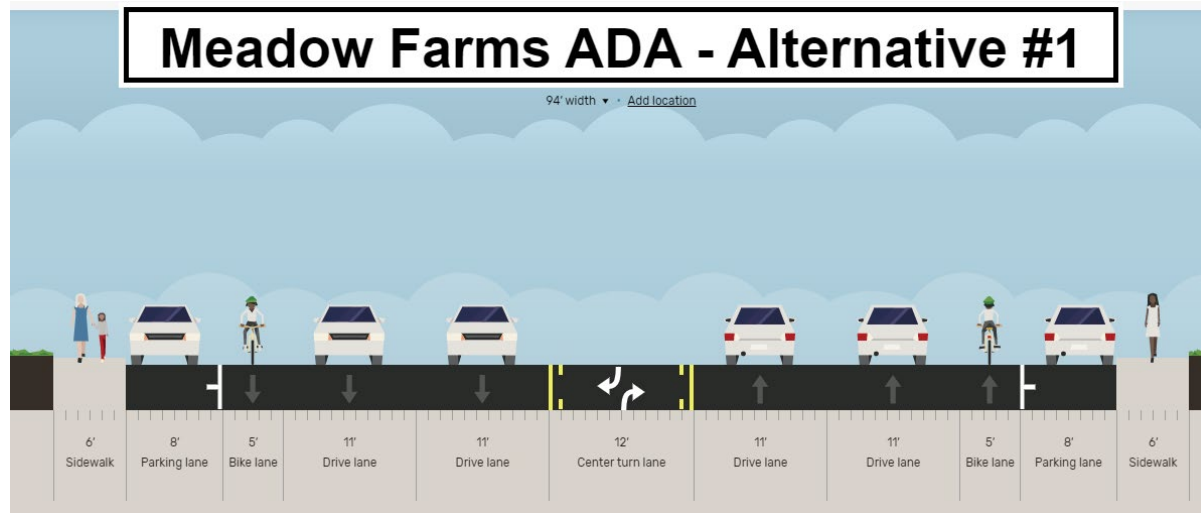 Meadow Farms ADA - Alternative #1
94' width ▾ · Add location
6' 8' 5' 11' 11' 12' 11' 11' 5' 8' 6'
Sidewalk Parking lane Bike lane Drive lane Drive lane Center turn lane Drive lane Drive lane Bike lane Parking lane Sidewalk